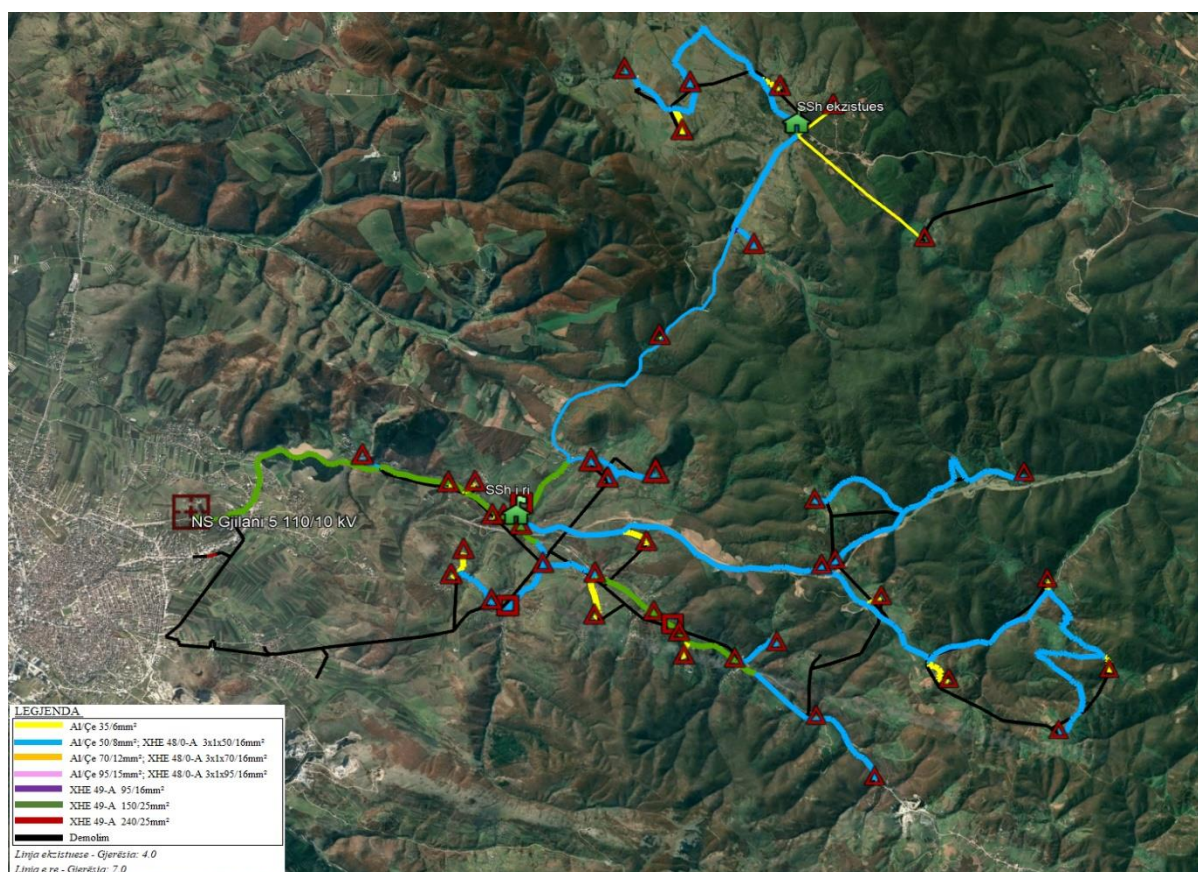 SSh ekzistues
SSh i ri
NS Gjilani 5 110/10 kV
LEGJENDA
Al/Çe 35/6mm²
Al/Çe 50/8mm²; XHE 48/0-A 3x1x50/16mm²
Al/Çe 70/12mm²; XHE 48/0-A 3x1x70/16mm²
Al/Çe 95/15mm²; XHE 48/0-A 3x1x95/16mm²
XHE 49-A 95/16mm²
XHE 49-A 150/25mm²
XHE 49-A 240/25mm²
Demolim
Linja ekzistuese - Gjerësia: 4.0
Linja e re - Gjerësia: 7.0